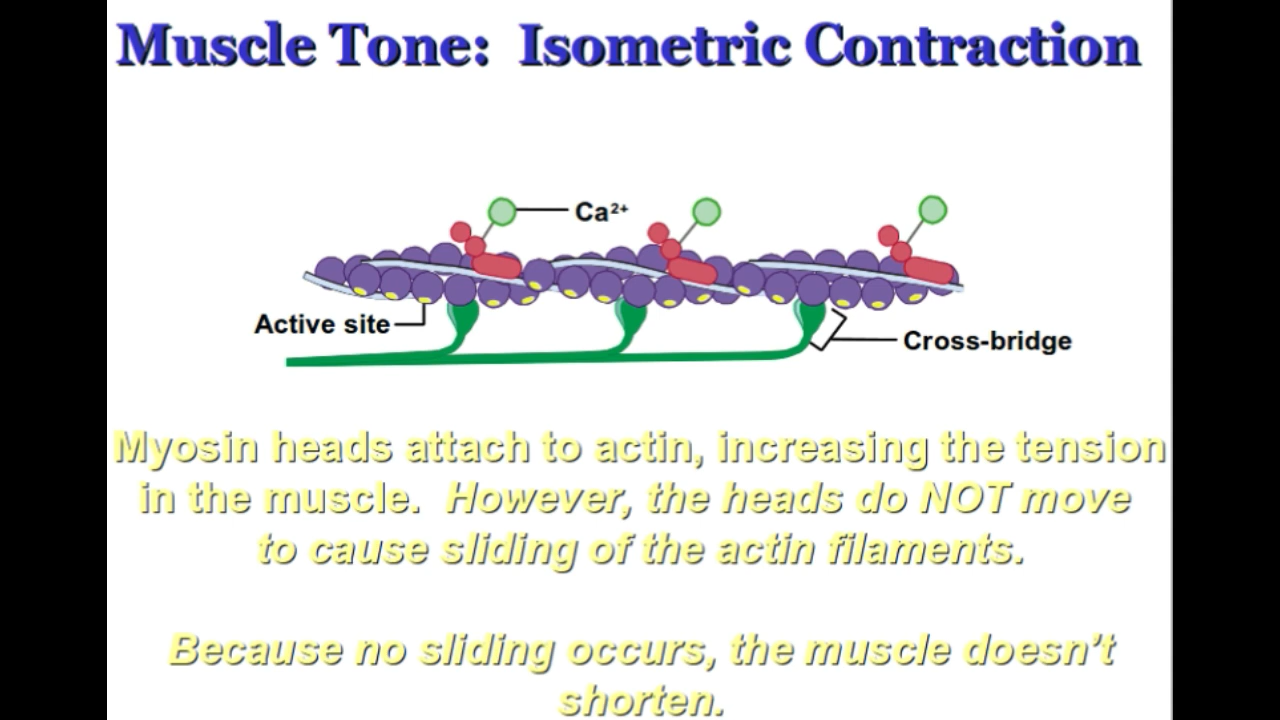 Muscle Tone: Isometric Contraction
Ca²⁺
Active site
Cross-bridge
Myosin heads attach to actin, increasing the tension
in the muscle. However, the heads do NOT move
to cause sliding of the actin filaments.
Because no sliding occurs, the muscle doesn't
shorten.